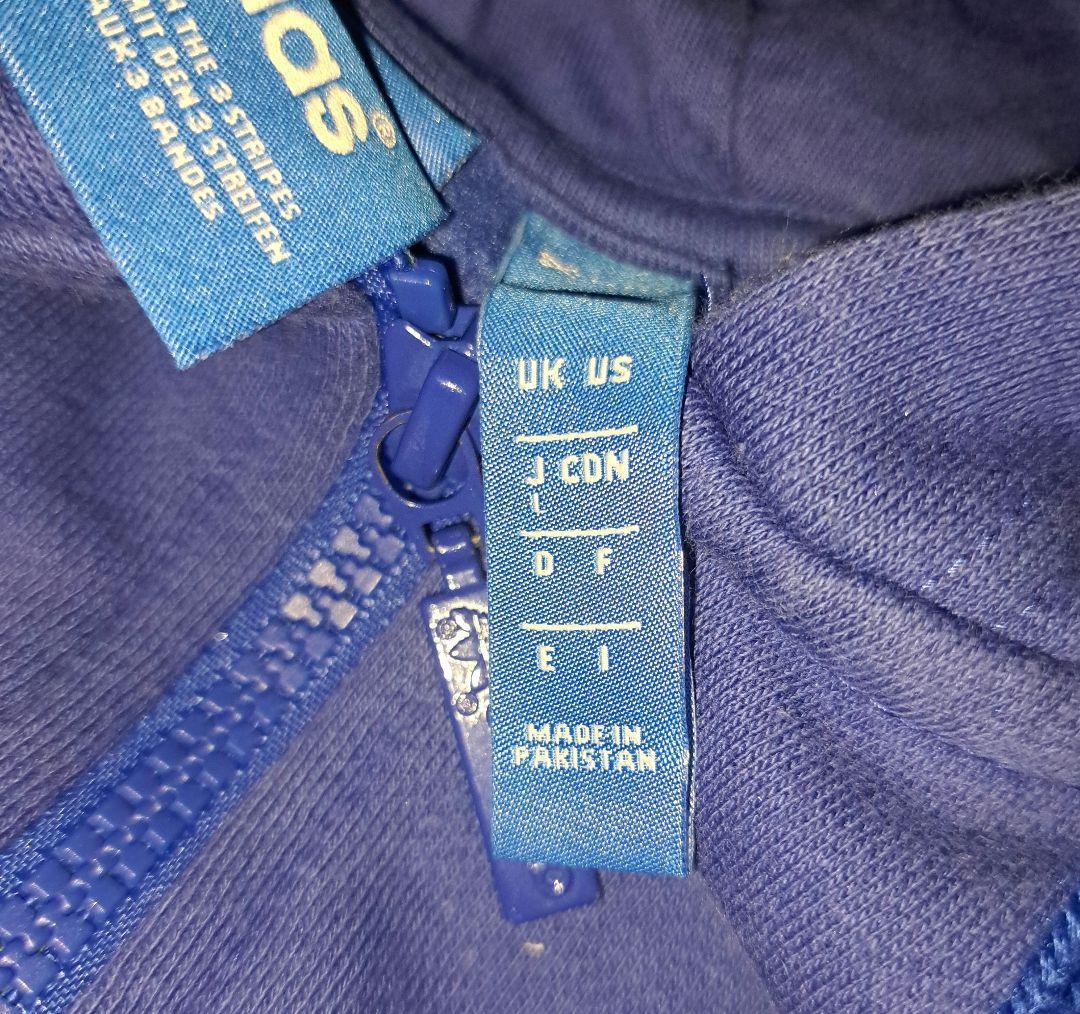 das®
THE 3 STRIPES
MIT DEN 3 STREIFEN
AUX 3 BANDES
UK US
J CDN
I
D F
E I
MADE IN
PAKISTAN